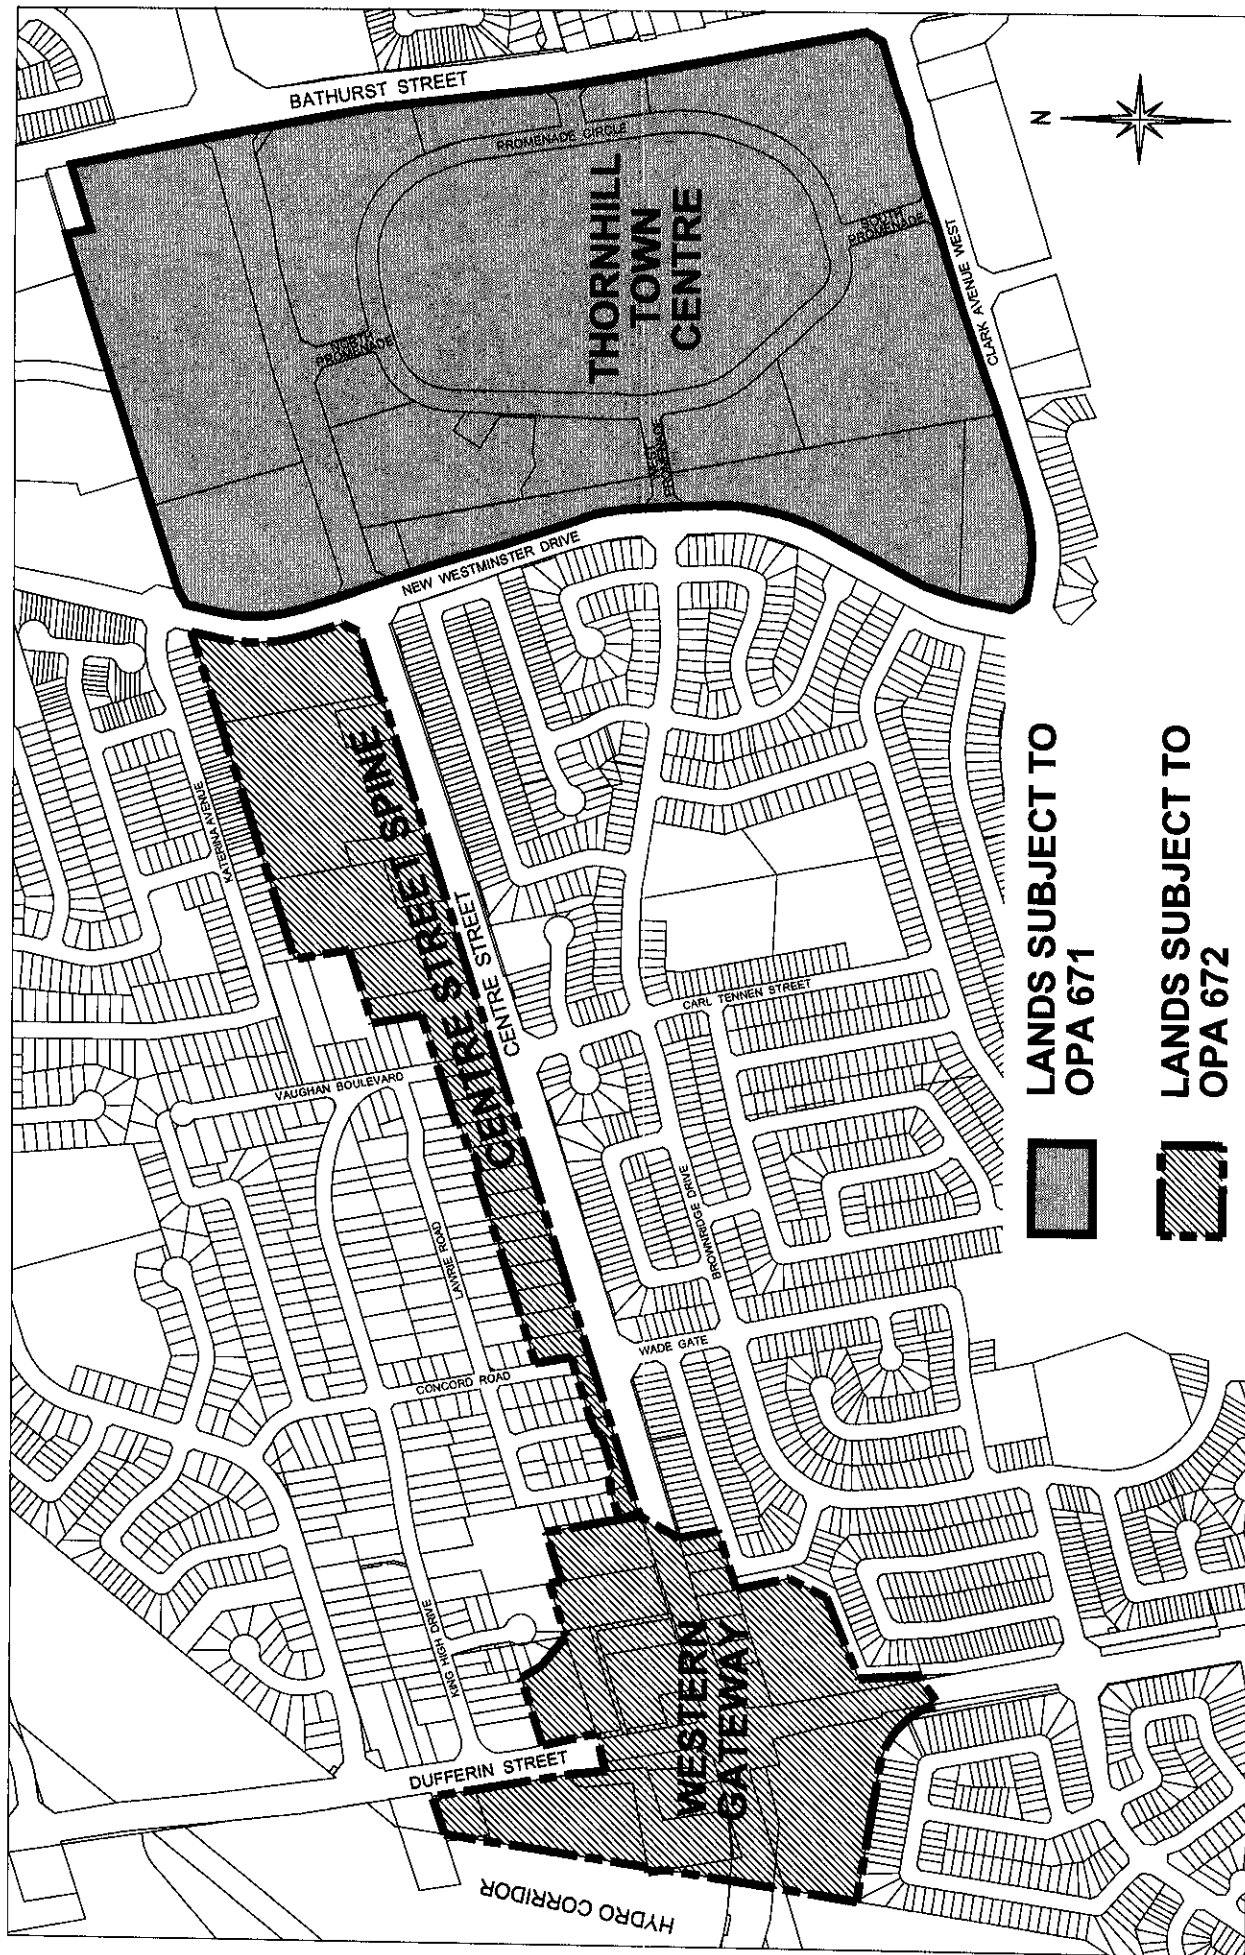 BATHURST STREET
PROMENADE CIRCLE
THORNHILL
TOWN
CENTRE
NORTH
PROMENADE
SOUTH
PROMENADE
WEST
PROMENADE
CLARK AVENUE WEST
N
NEW WESTMINSTER DRIVE
KATERINA AVENUE
CENTRE STREET SPINE
CENTRE STREET
VAUGHAN BOULEVARD
LAWRIE ROAD
CONCORD ROAD
KING HIGH DRIVE
DUFFERIN STREET
HYDRO CORRIDOR
WESTERN
GATEWAY
WADE GATE
BROWNRIDGE DRIVE
CARL TENNEN STREET
LANDS SUBJECT TO
OPA 671
LANDS SUBJECT TO
OPA 672